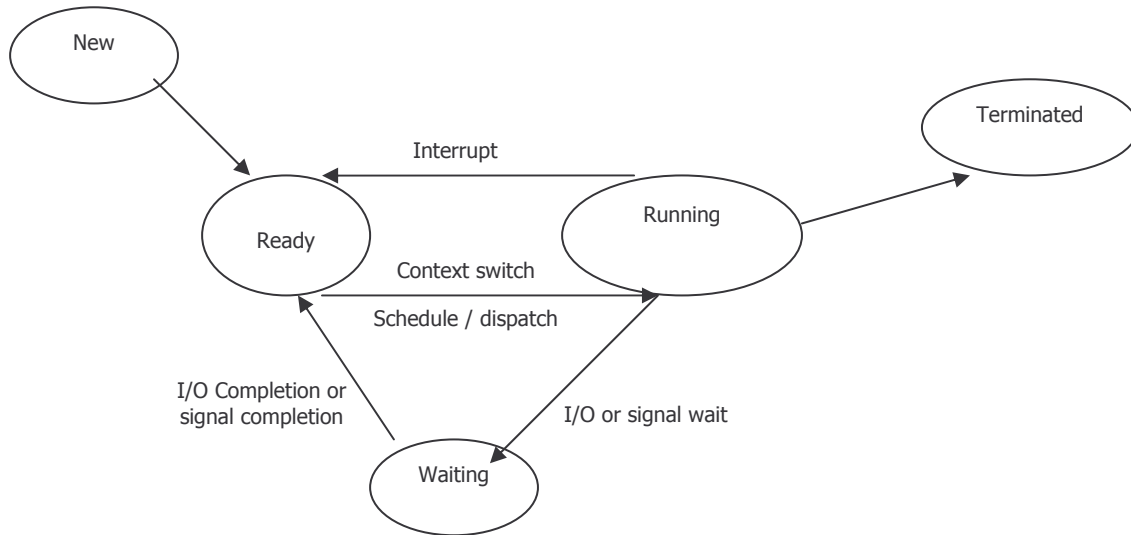 New
Terminated
Interrupt
Running
Ready
Context switch
Schedule / dispatch
I/O Completion or
signal completion
I/O or signal wait
Waiting